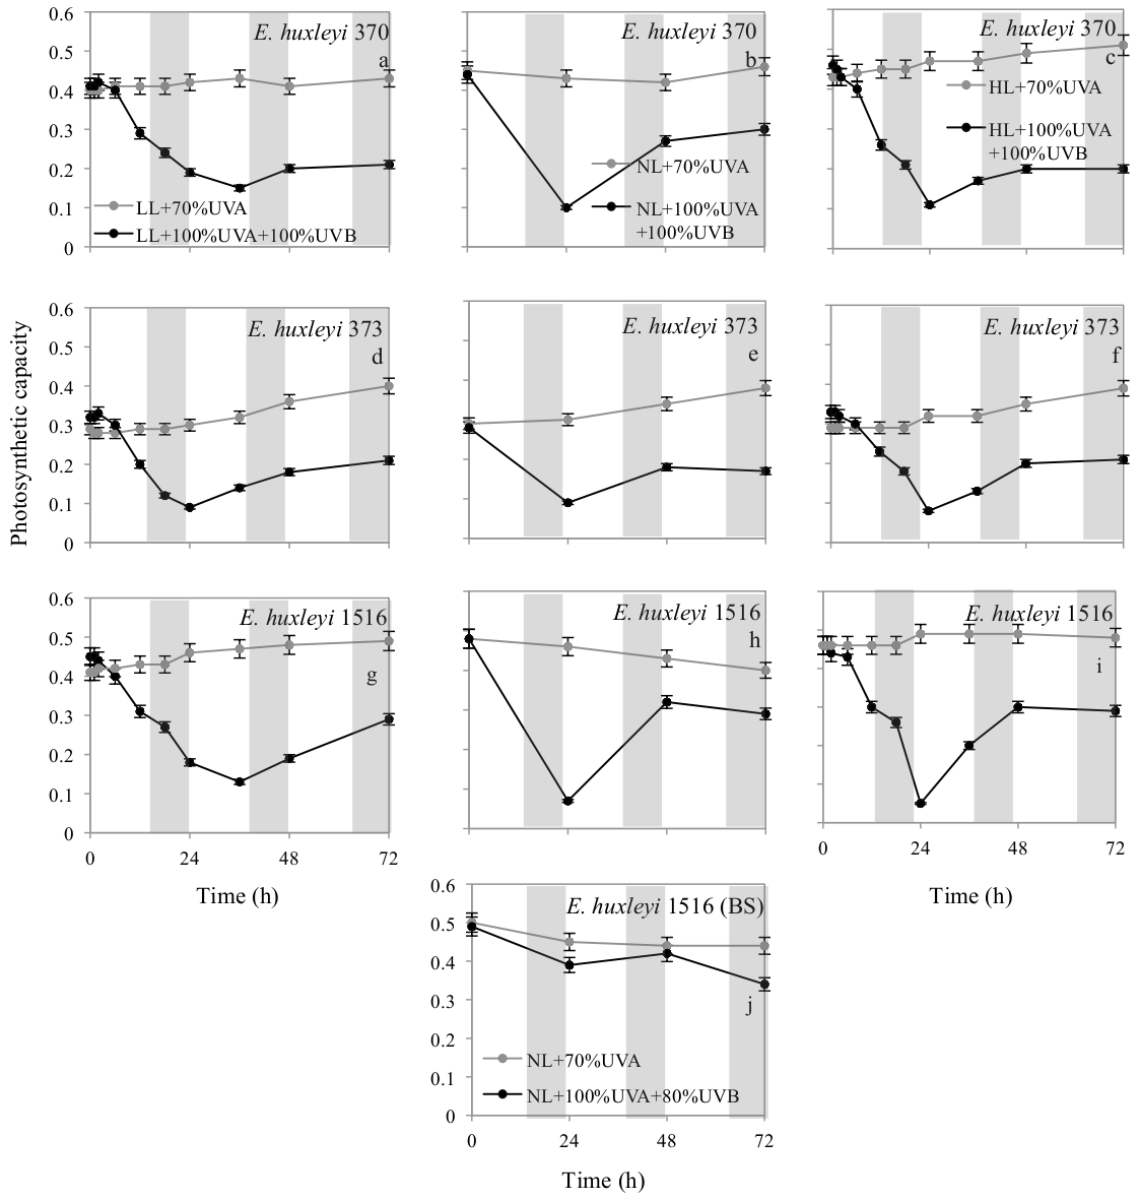 E. huxleyi 370
a
0.6
0.5
0.4
0.3
0.2
0.1
0
LL+70%UVA
LL+100%UVA+100%UVB
E. huxleyi 370
b
NL+70%UVA
NL+100%UVA
+100%UVB
E. huxleyi 370
c
HL+70%UVA
HL+100%UVA
+100%UVB
Photosynthetic capacity
E. huxleyi 373
d
0.6
0.5
0.4
0.3
0.2
0.1
0
E. huxleyi 373
e
E. huxleyi 373
f
E. huxleyi 1516
g
0.6
0.5
0.4
0.3
0.2
0.1
0
0 24 48 72
Time (h)
E. huxleyi 1516
h
E. huxleyi 1516
i
0 24 48 72
Time (h)
E. huxleyi 1516 (BS)
j
0.6
0.5
0.4
0.3
0.2
0.1
0
NL+70%UVA
NL+100%UVA+80%UVB
0 24 48 72
Time (h)